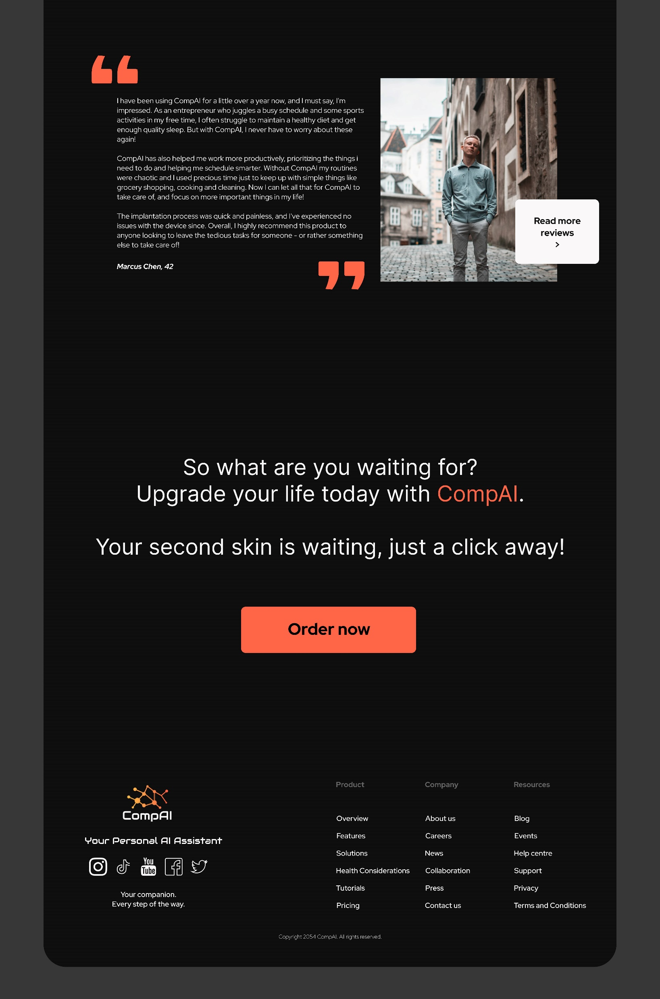 I have been using CompAI for a little over a year now, and I must say, I'm
impressed. As an entrepreneur who juggles a busy schedule and some sports
activities in my free time, I often struggle to maintain a healthy diet and get
enough quality sleep. But with CompAI, I never have to worry about these
again!
CompAI has also helped me work more productively, prioritizing the things i
need to do and helping me schedule smarter. Without CompAI my routines
were chaotic and I used precious time just to keep up with simple things like
grocery shopping, cooking and cleaning. Now I can let all that for CompAI to
take care of, and focus on more important things in my life!
The implantation process was quick and painless, and I've experienced no
issues with the device since. Overall, I highly recommend this product to
anyone looking to leave the tedious tasks for someone - or rather something
else to take care of!
Marcus Chen, 42
Read more
reviews
>
So what are you waiting for?
Upgrade your life today with CompAI.
Your second skin is waiting, just a click away!
Order now
CompAI
Your Personal AI Assistant
You
Tube
Your companion.
Every step of the way.
Product
Overview
Features
Solutions
Health Considerations
Tutorials
Pricing
Company
About us
Careers
News
Collaboration
Press
Contact us
Resources
Blog
Events
Help centre
Support
Privacy
Terms and Conditions
Copyright 2054 CompAI. All rights reserved.